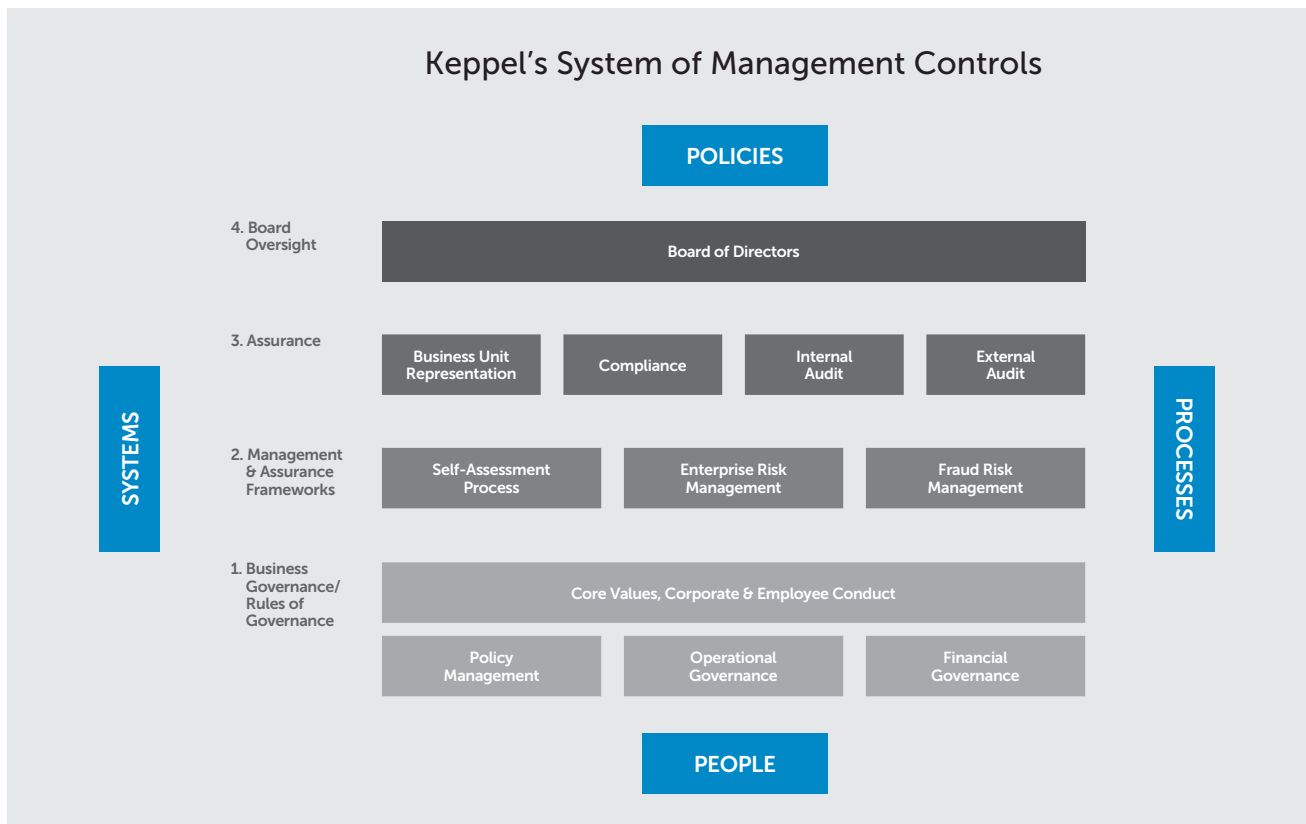 Keppel's System of Management Controls
POLICIES
4. Board
Oversight
Board of Directors
3. Assurance
Business Unit
Representation
Compliance
Internal
Audit
External
Audit
SYSTEMS
PROCESSES
2. Management
& Assurance
Frameworks
Self-Assessment
Process
Enterprise Risk
Management
Fraud Risk
Management
1. Business
Governance/
Rules of
Governance
Core Values, Corporate & Employee Conduct
Policy
Management
Operational
Governance
Financial
Governance
PEOPLE